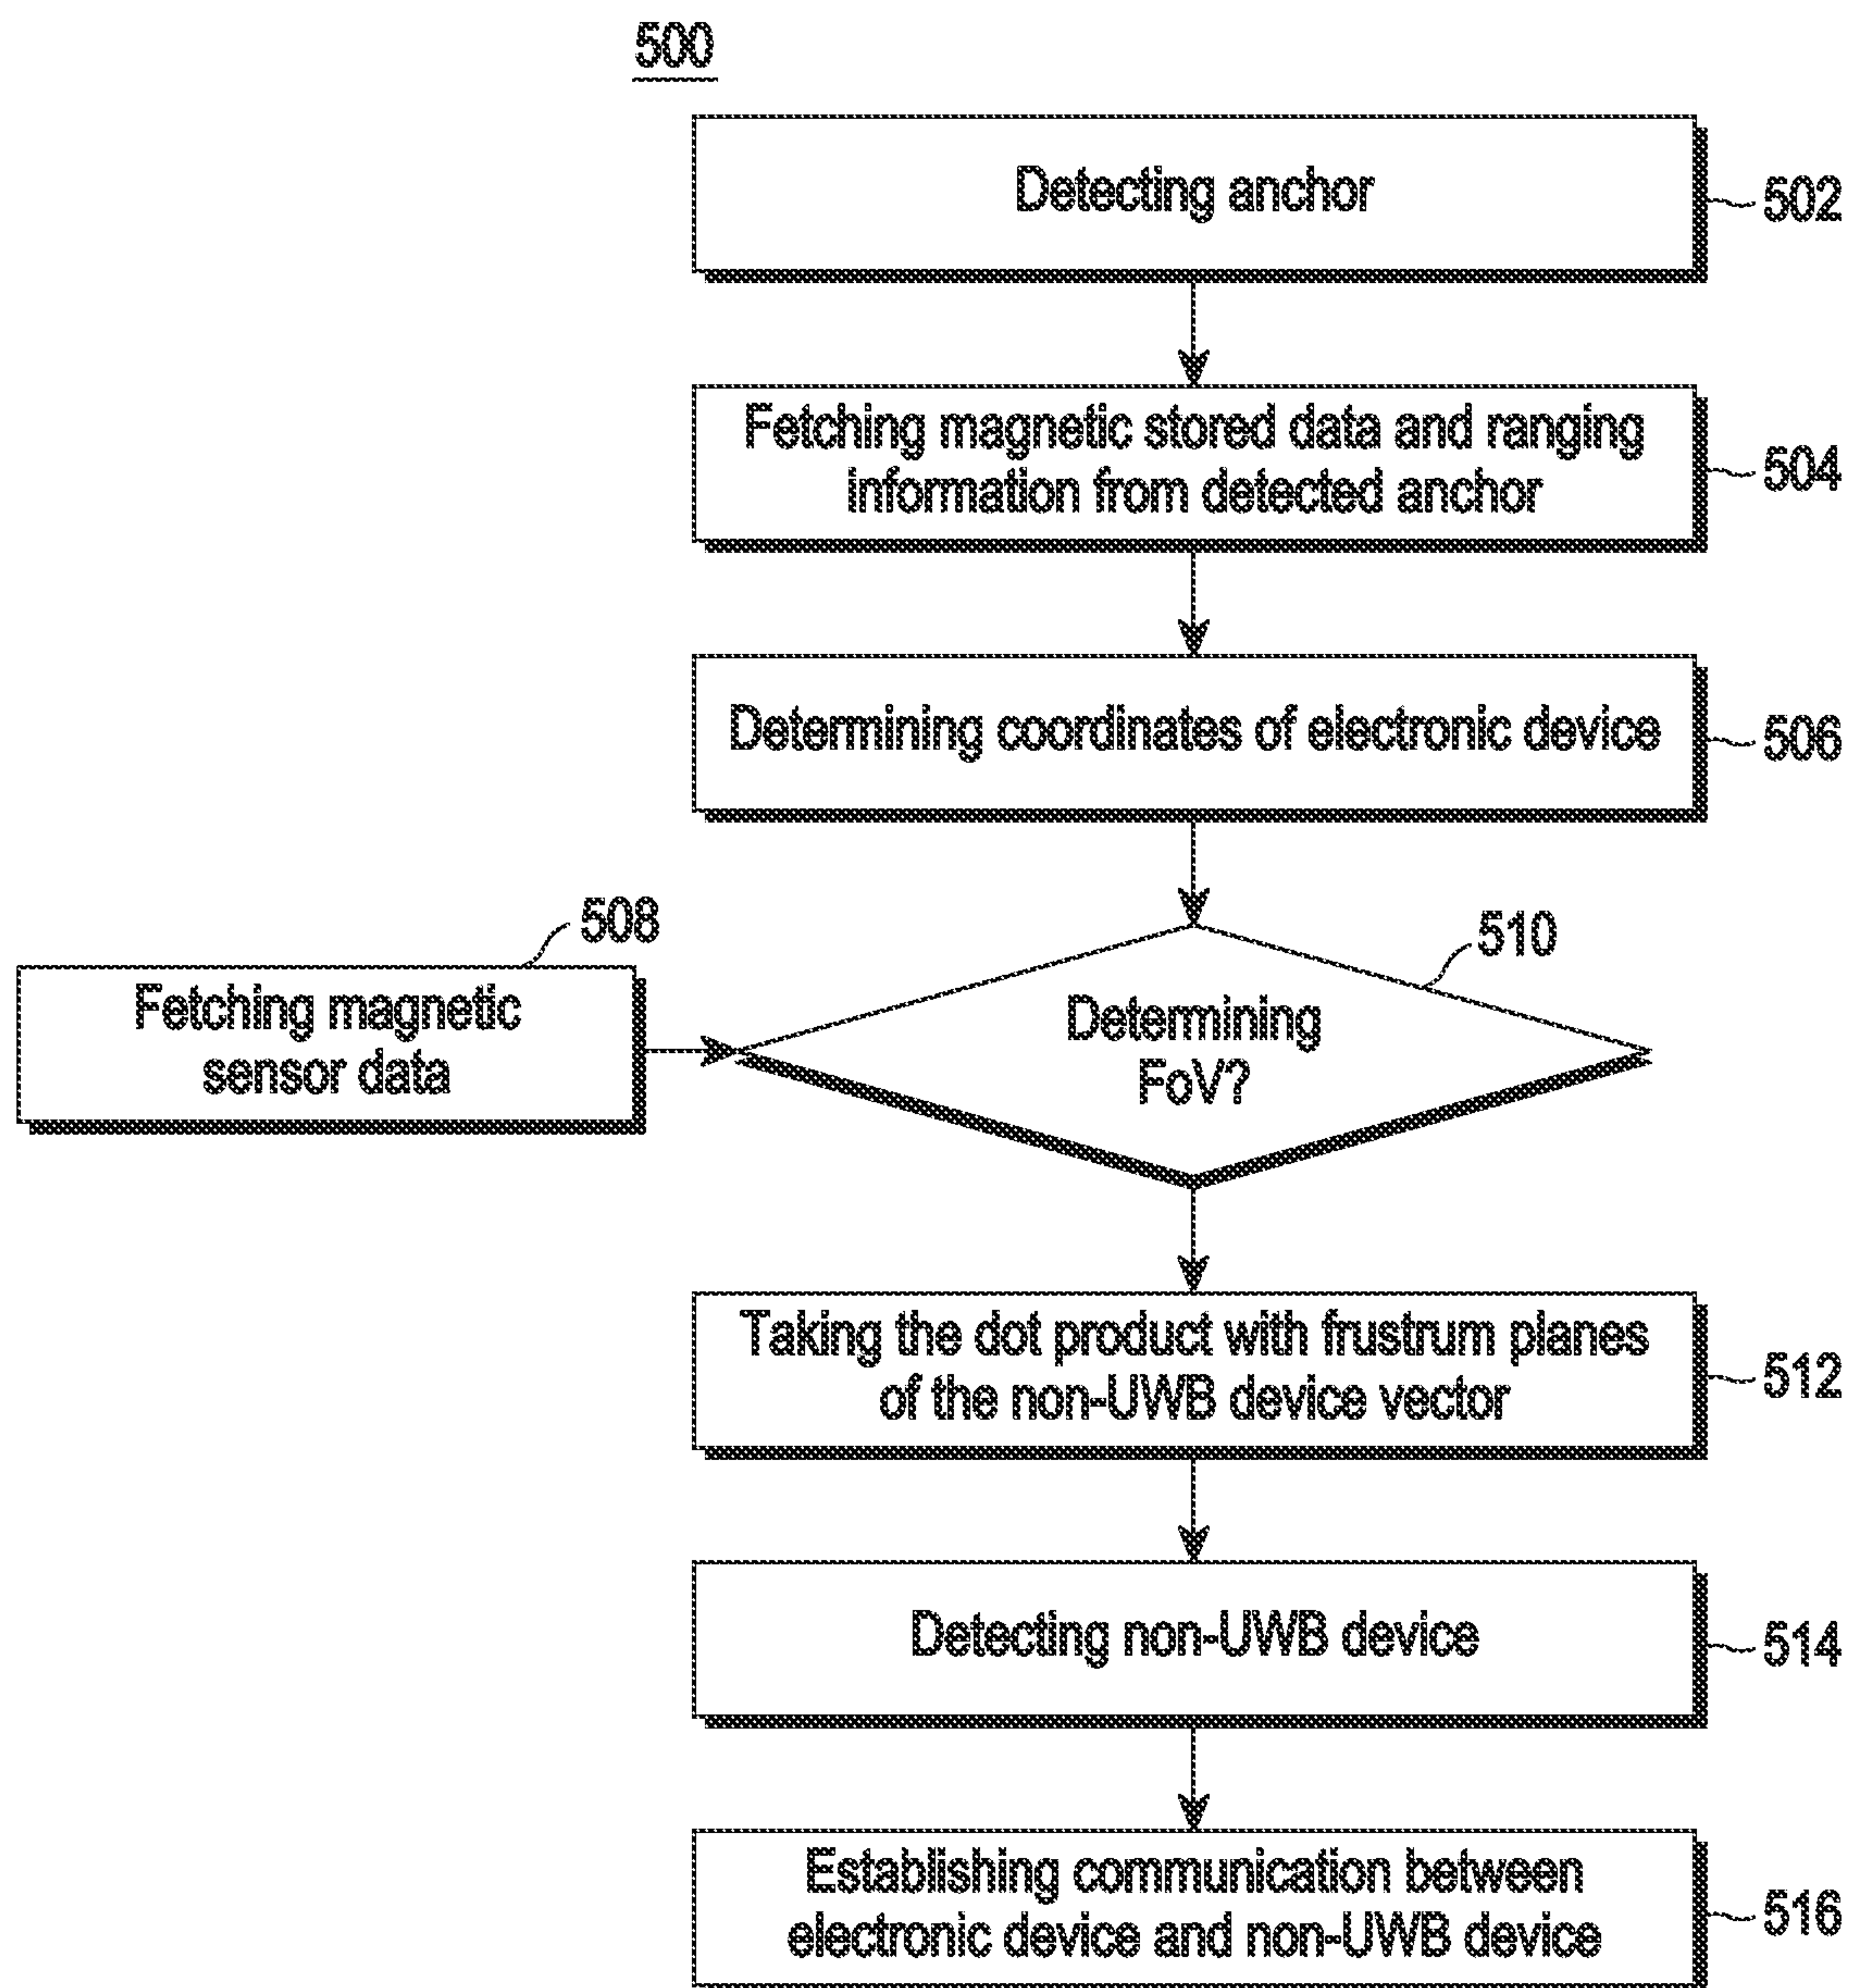 500
Detecting anchor
502
Fetching magnetic stored data and ranging
information from detected anchor
504
Determining coordinates of electronic device
506
508
Fetching magnetic
sensor data
510
Determining
FoV?
Taking the dot product with frustrum planes
of the non-UWB device vector
512
Detecting non-UWB device
514
Establishing communication between
electronic device and non-UWB device
516